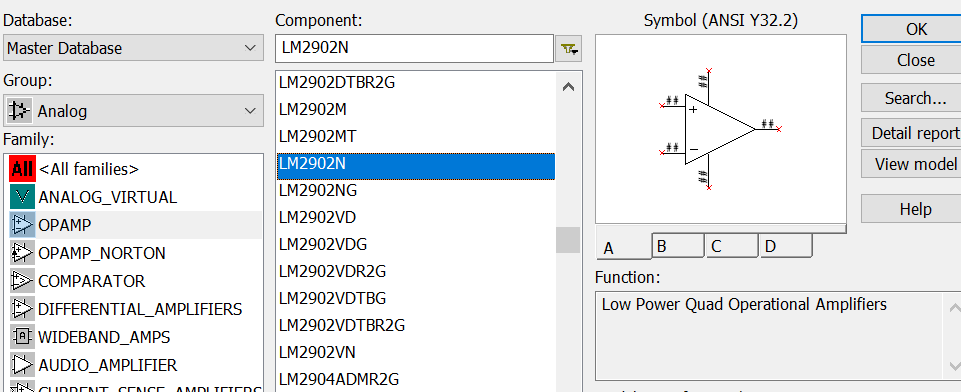 Database:
Master Database
Group:
Analog
Family:
All <All families>
ANALOG_VIRTUAL
OPAMP
OPAMP_NORTON
COMPARATOR
DIFFERENTIAL_AMPLIFIERS
WIDEBAND_AMPS
AUDIO_AMPLIFIER
CURRENT_SENSE_AMPLIFIERS
Component:
LM2902N
LM2902DTBR2G
LM2902M
LM2902MT
LM2902N
LM2902NG
LM2902VD
LM2902VDG
LM2902VDR2G
LM2902VDTBG
LM2902VDTBR2G
LM2902VN
LM2904ADMR2G
Symbol (ANSI Y32.2)
##
##
+
##
−
##
##
A
B
C
D
Function:
Low Power Quad Operational Amplifiers
OK
Close
Search...
Detail report
View model
Help